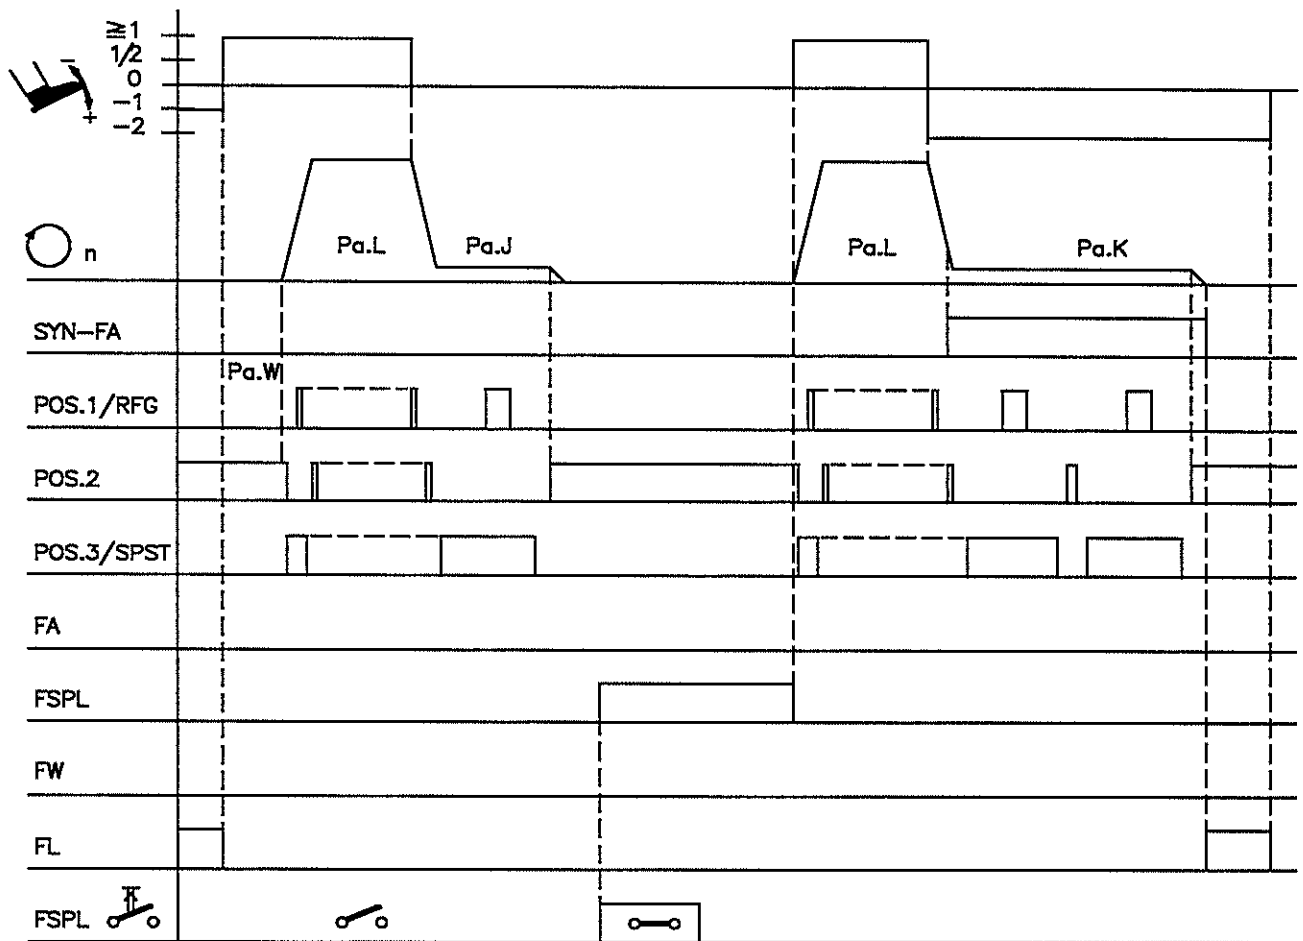 ≧1
1/2
0
−1
−2
−
+
n
Pa.L
Pa.J
Pa.L
Pa.K
SYN−FA
Pa.W
POS.1/RFG
POS.2
POS.3/SPST
FA
FSPL
FW
FL
FSPL